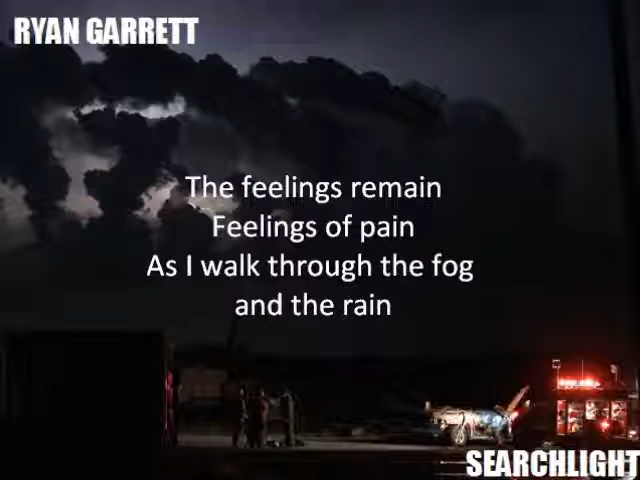 RYAN GARRETT
The feelings remain
Feelings of pain
As I walk through the fog
and the rain
SEARCHLIGHT